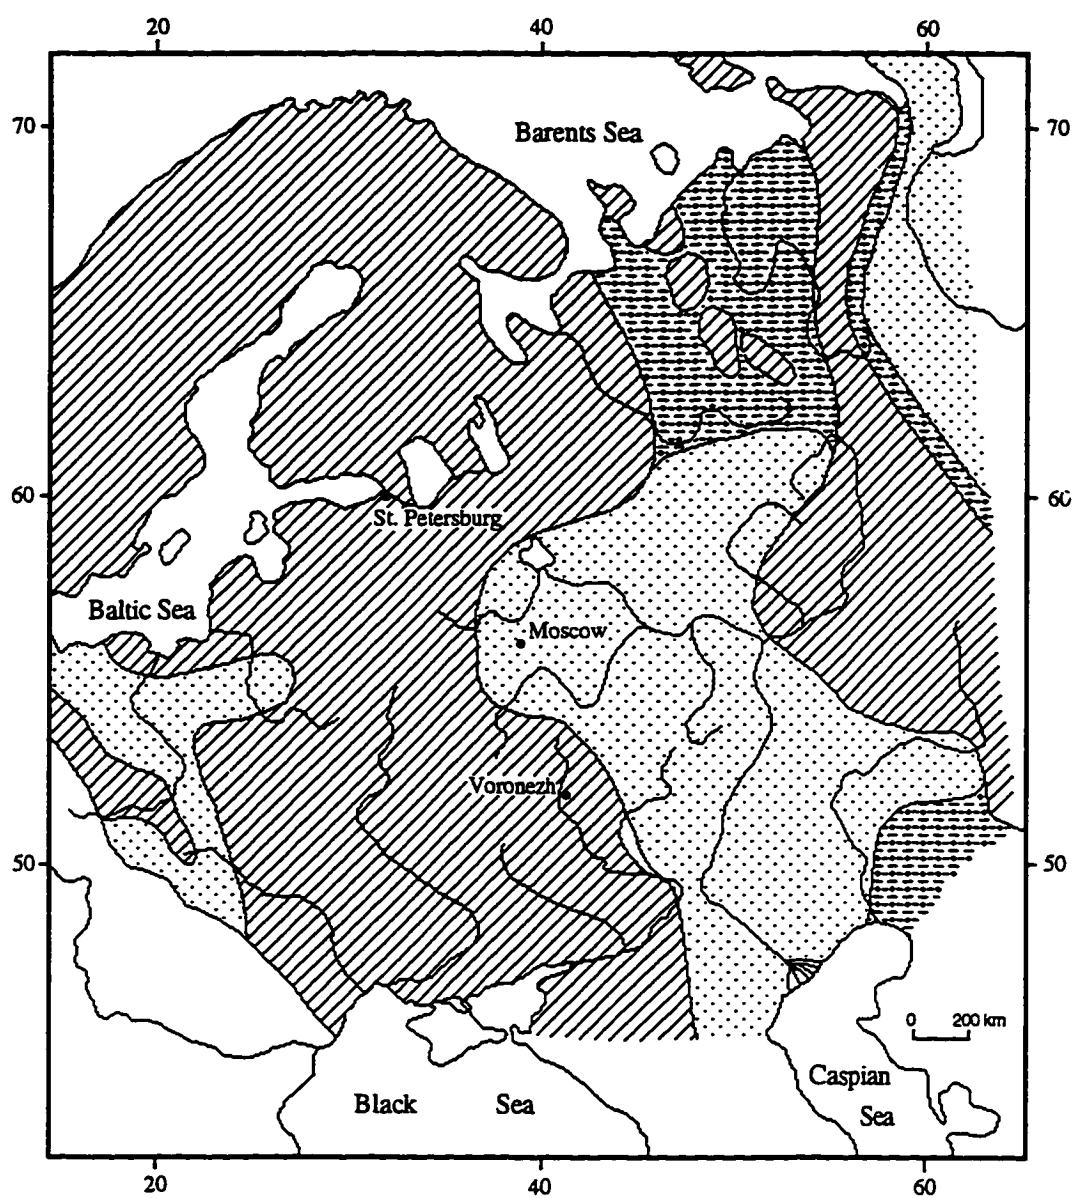 20 40 60
70 Barents Sea 70
60 60
St. Petersburg
Baltic Sea
Moscow
Voronezh
50 50
0 200 km
Caspian
Sea
Black Sea
20 40 60